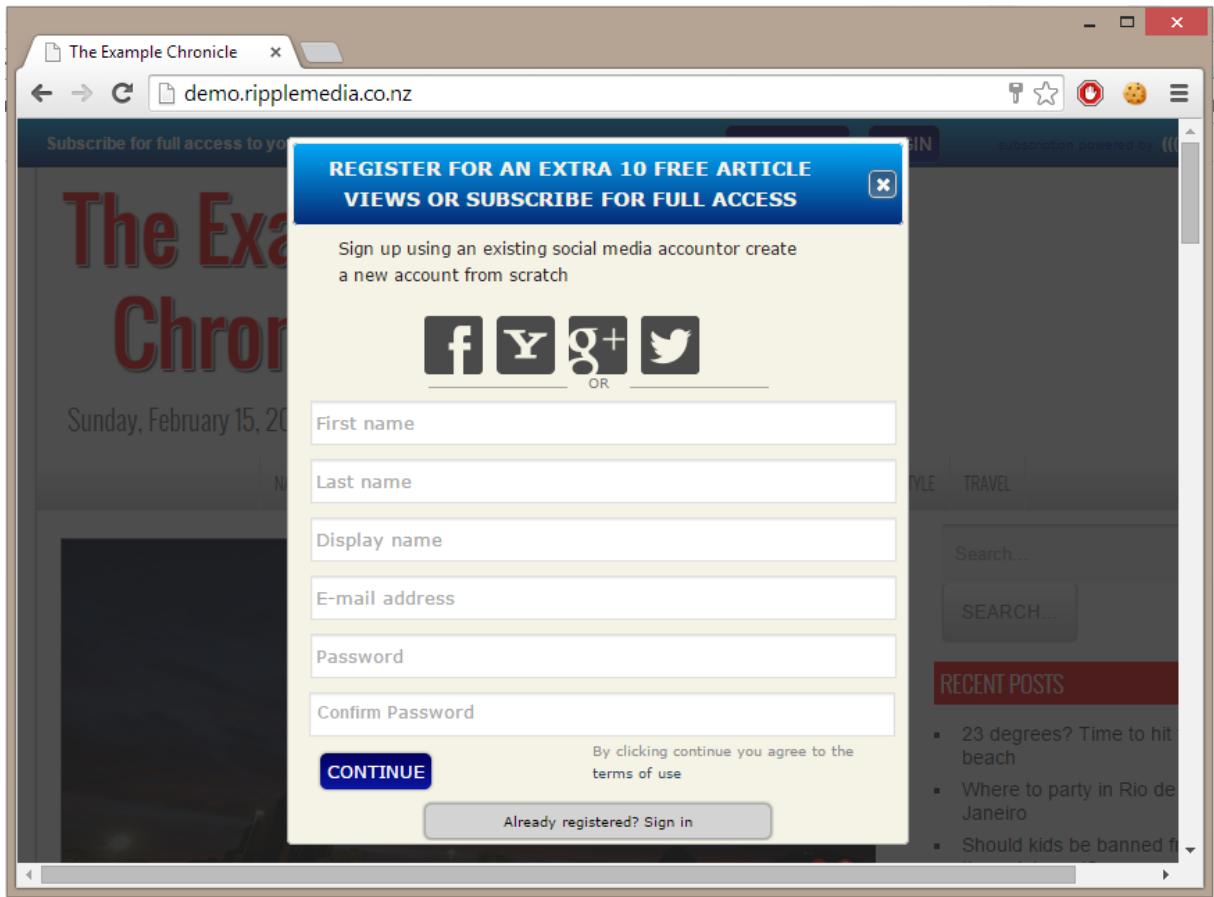 The Example Chronicle
demo.ripplemedia.co.nz
Subscribe for full access to yo
subscription powered by (((
REGISTER FOR AN EXTRA 10 FREE ARTICLE
VIEWS OR SUBSCRIBE FOR FULL ACCESS
Sign up using an existing social media accountor create
a new account from scratch
f Y g+
OR
The Exa
Chron
Sunday, February 15, 20
First name
Last name
Display name
E-mail address
Password
Confirm Password
CONTINUE
By clicking continue you agree to the
terms of use
Already registered? Sign in
TRAVEL
Search...
SEARCH...
RECENT POSTS
23 degrees? Time to hit
beach
Where to party in Rio de
Janeiro
Should kids be banned